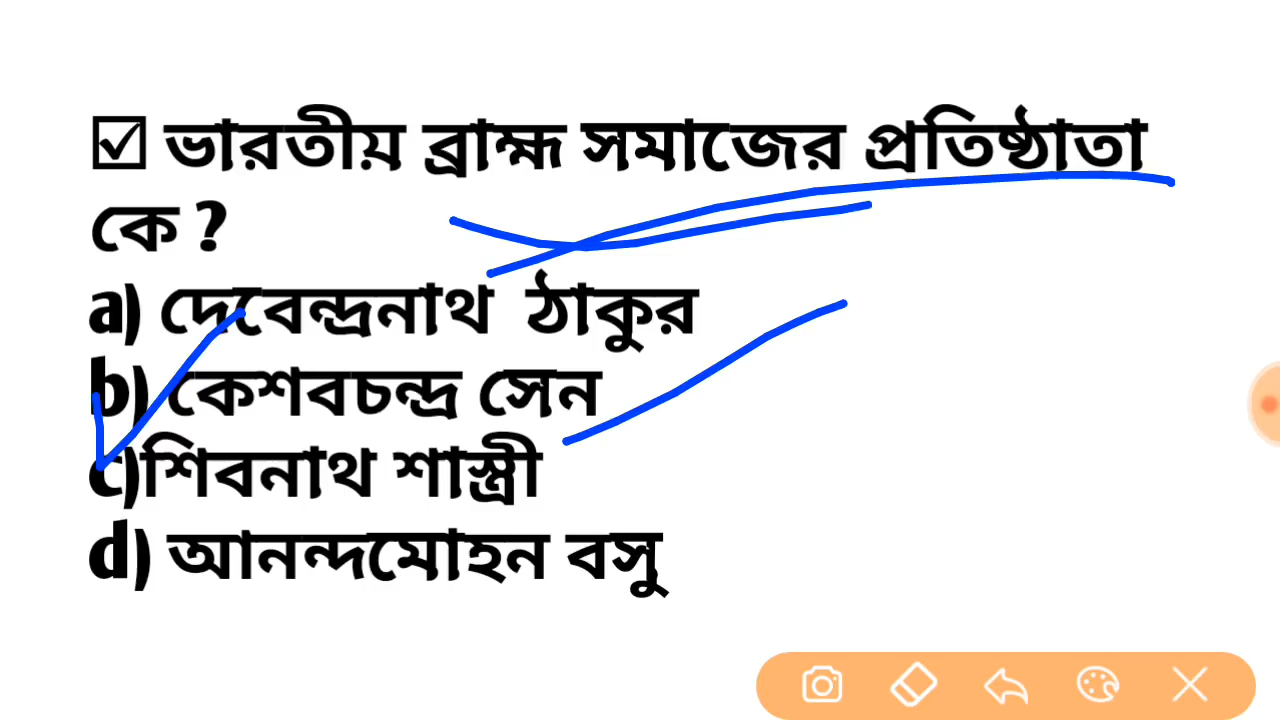 ☑ ভারতীয় ব্রাহ্ম সমাজের প্রতিষ্ঠাতা
কে ?
a) দেবেন্দ্রনাথ ঠাকুর
b) কেশবচন্দ্র সেন
c)শিবনাথ শাস্ত্রী
d) আনন্দমোহন বসু